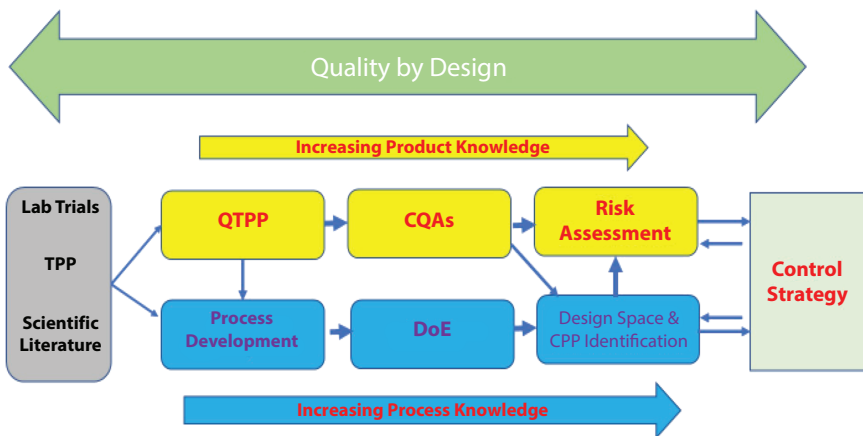 Quality by Design
Increasing Product Knowledge
Lab Trials
TPP
Scientific
Literature
QTPP
CQAs
Risk
Assessment
Process
Development
DoE
Design Space &
CPP Identification
Control
Strategy
Increasing Process Knowledge